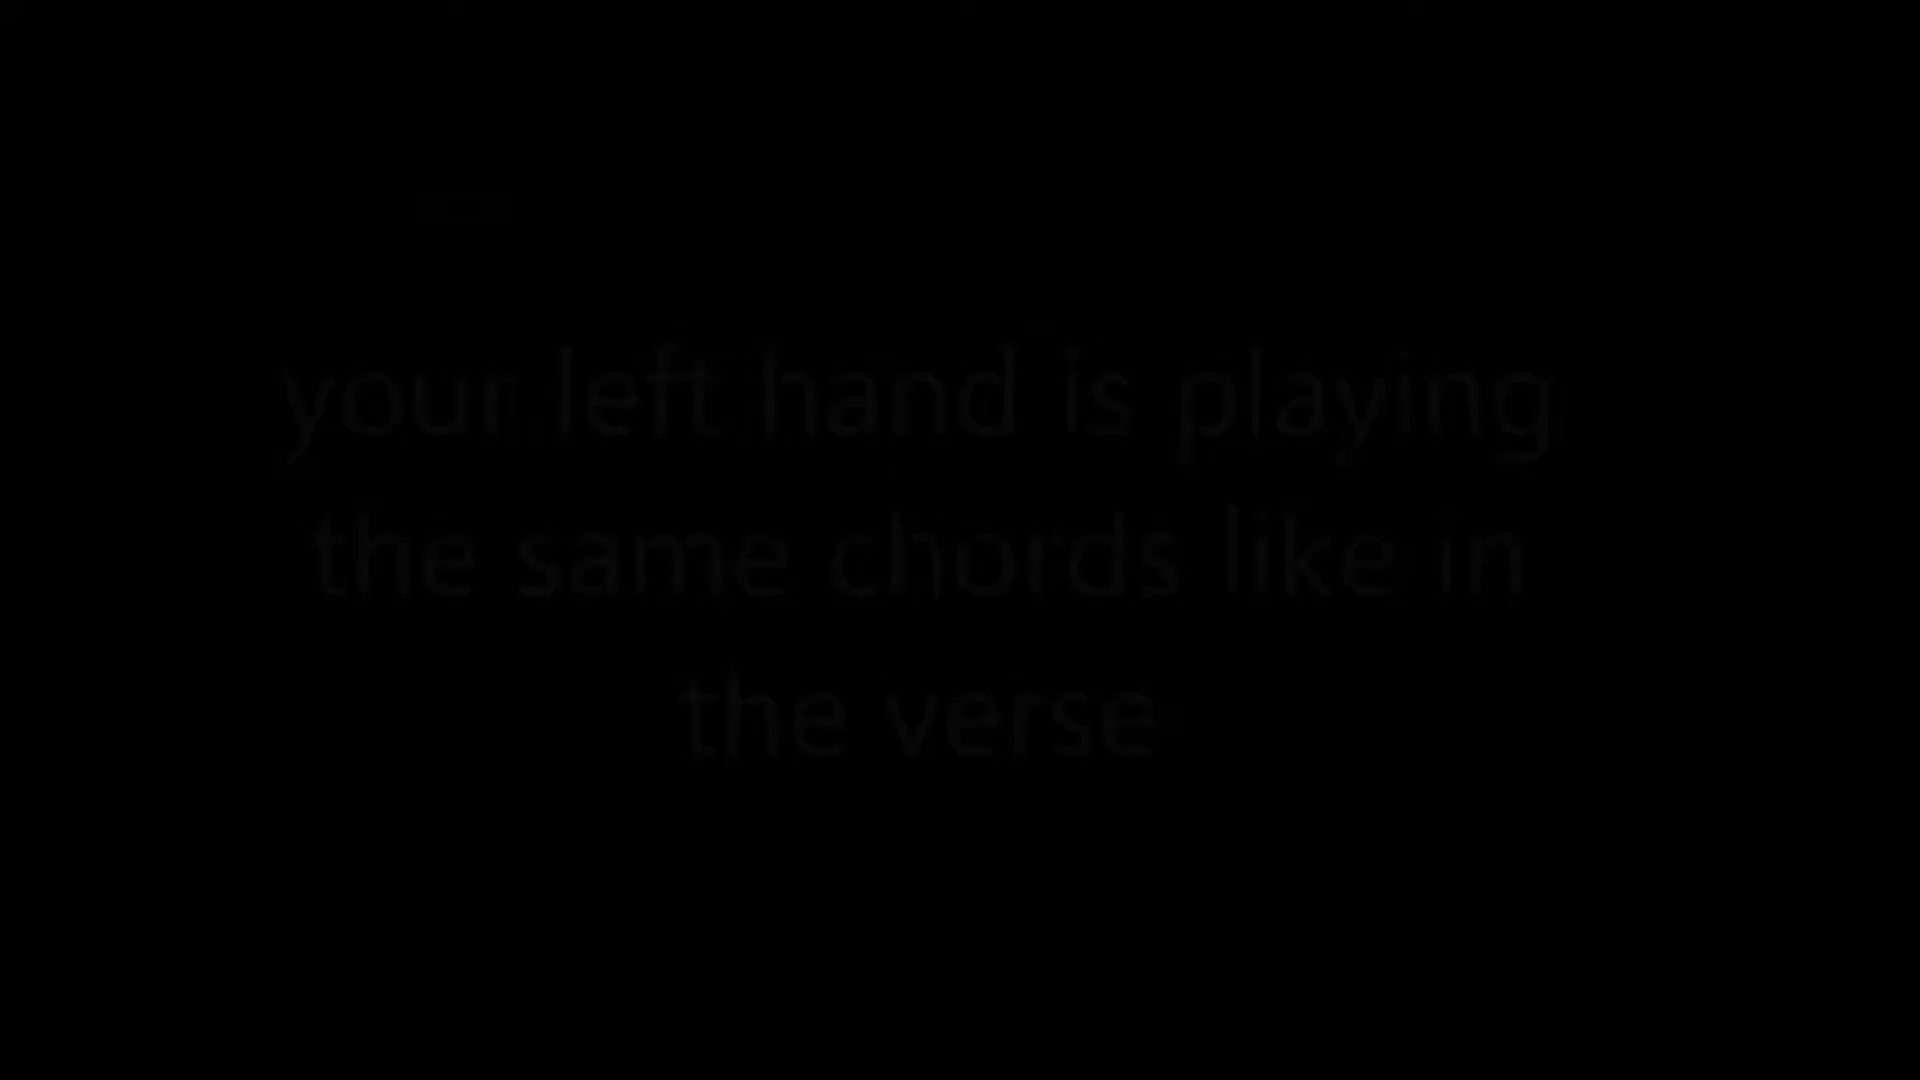 your left hand is playing
the same chords like in
the verse